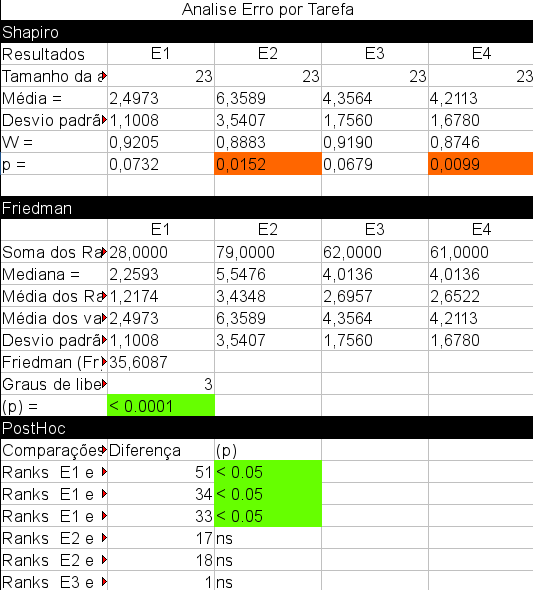 Analise Erro por Tarefa
Shapiro
Resultados E1 E2 E3 E4
Tamanho da a 23 23 23 23
Média = 2,4973 6,3589 4,3564 4,2113
Desvio padrã 1,1008 3,5407 1,7560 1,6780
W = 0,9205 0,8883 0,9190 0,8746
p = 0,0732 0,0152 0,0679 0,0099
Friedman
E1 E2 E3 E4
Soma dos Ra 28,0000 79,0000 62,0000 61,0000
Mediana = 2,2593 5,5476 4,0136 4,0136
Média dos Ra 1,2174 3,4348 2,6957 2,6522
Média dos va 2,4973 6,3589 4,3564 4,2113
Desvio padrã 1,1008 3,5407 1,7560 1,6780
Friedman (Fr) 35,6087
Graus de libe 3
(p) = < 0.0001
PostHoc
Comparações Diferença (p)
Ranks E1 e 51 < 0.05
Ranks E1 e 34 < 0.05
Ranks E1 e 33 < 0.05
Ranks E2 e 17 ns
Ranks E2 e 18 ns
Ranks E3 e 1 ns